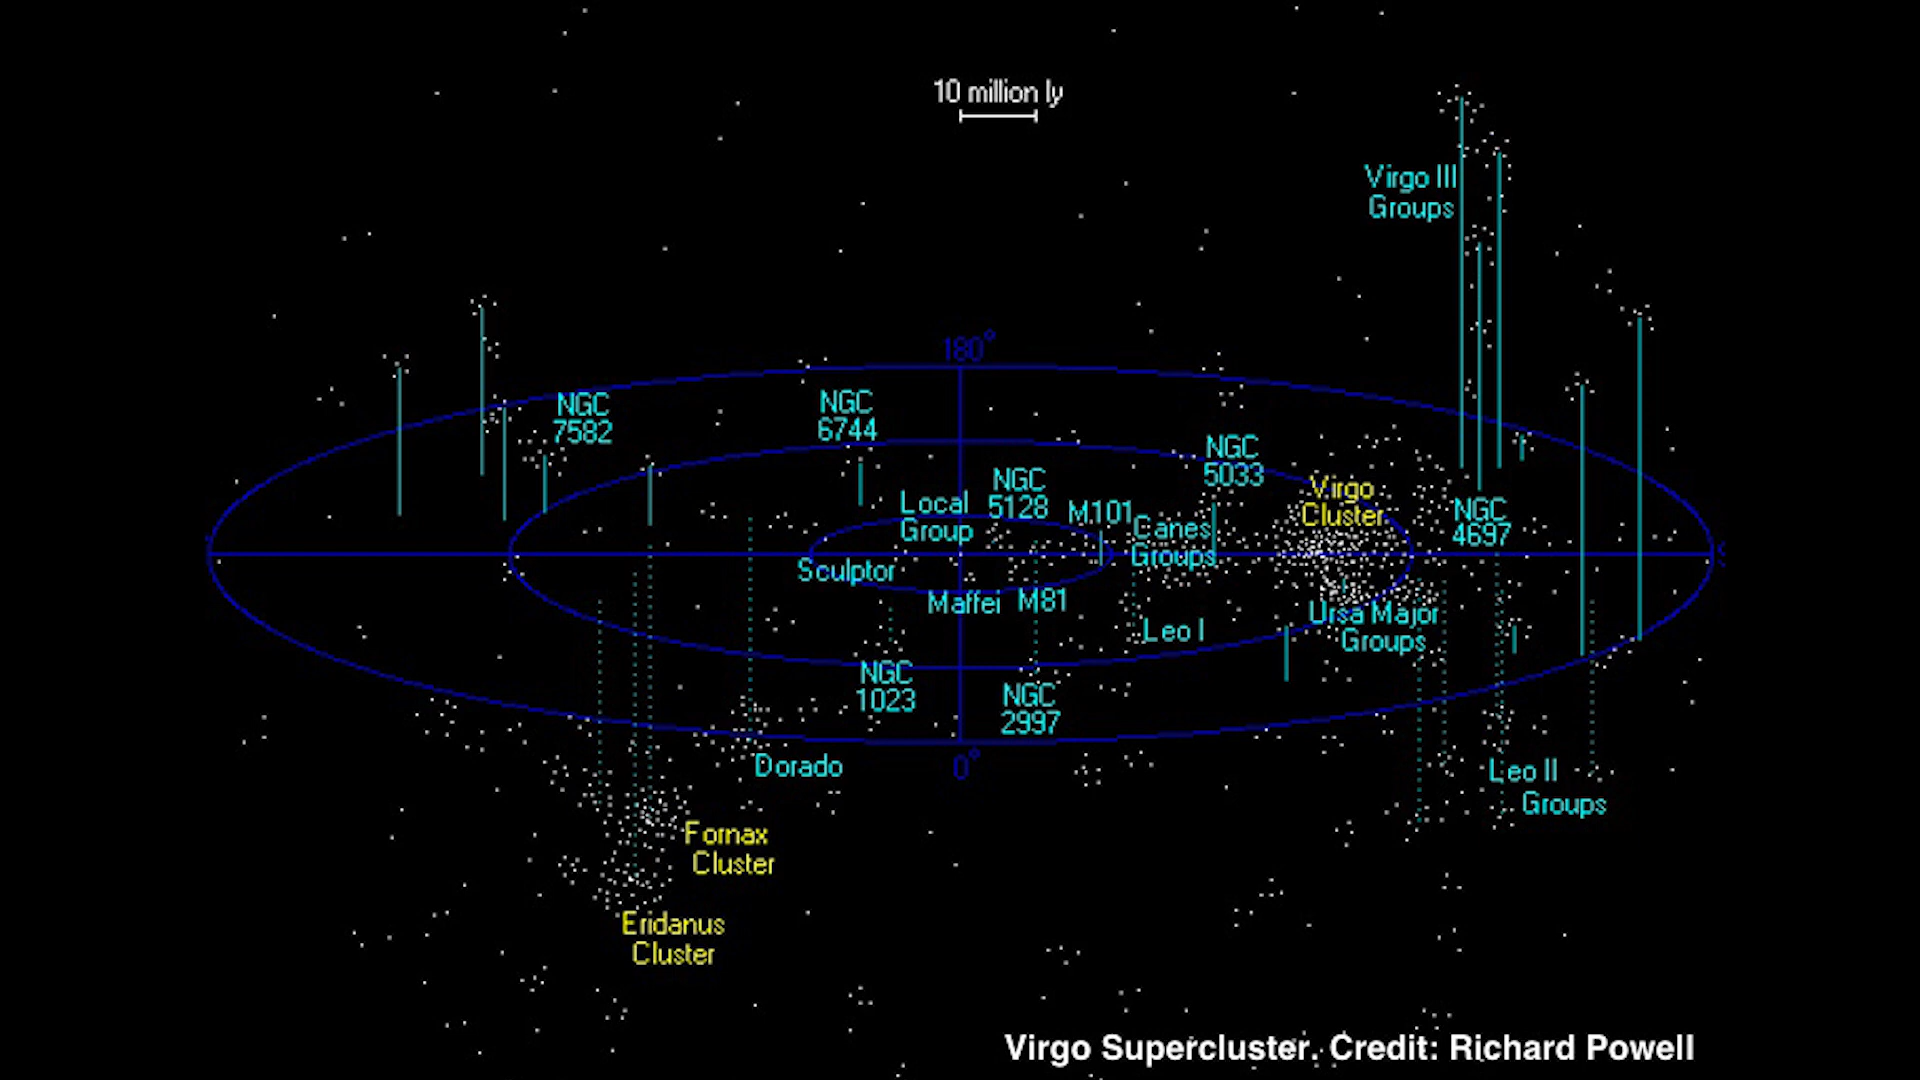 10 million ly
Virgo III
Groups
180°
NGC
7582
NGC
6744
NGC
5033
Local
Group
NGC
5128
M101
Canes
Groups
Virgo
Cluster
NGC
4697
Sculptor
Maffei
M81
Leo I
Ursa Major
Groups
NGC
1023
NGC
2997
Dorado
0°
Leo II
Groups
Fornax
Cluster
Eridanus
Cluster
Virgo Supercluster. Credit: Richard Powell